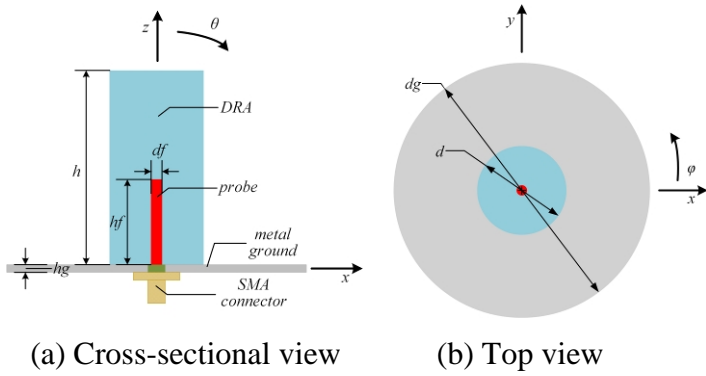 z
θ
DRA
df
h
probe
hf
metal
ground
hg
x
SMA
connector
y
dg
d
φ
x
(a) Cross-sectional view
(b) Top view